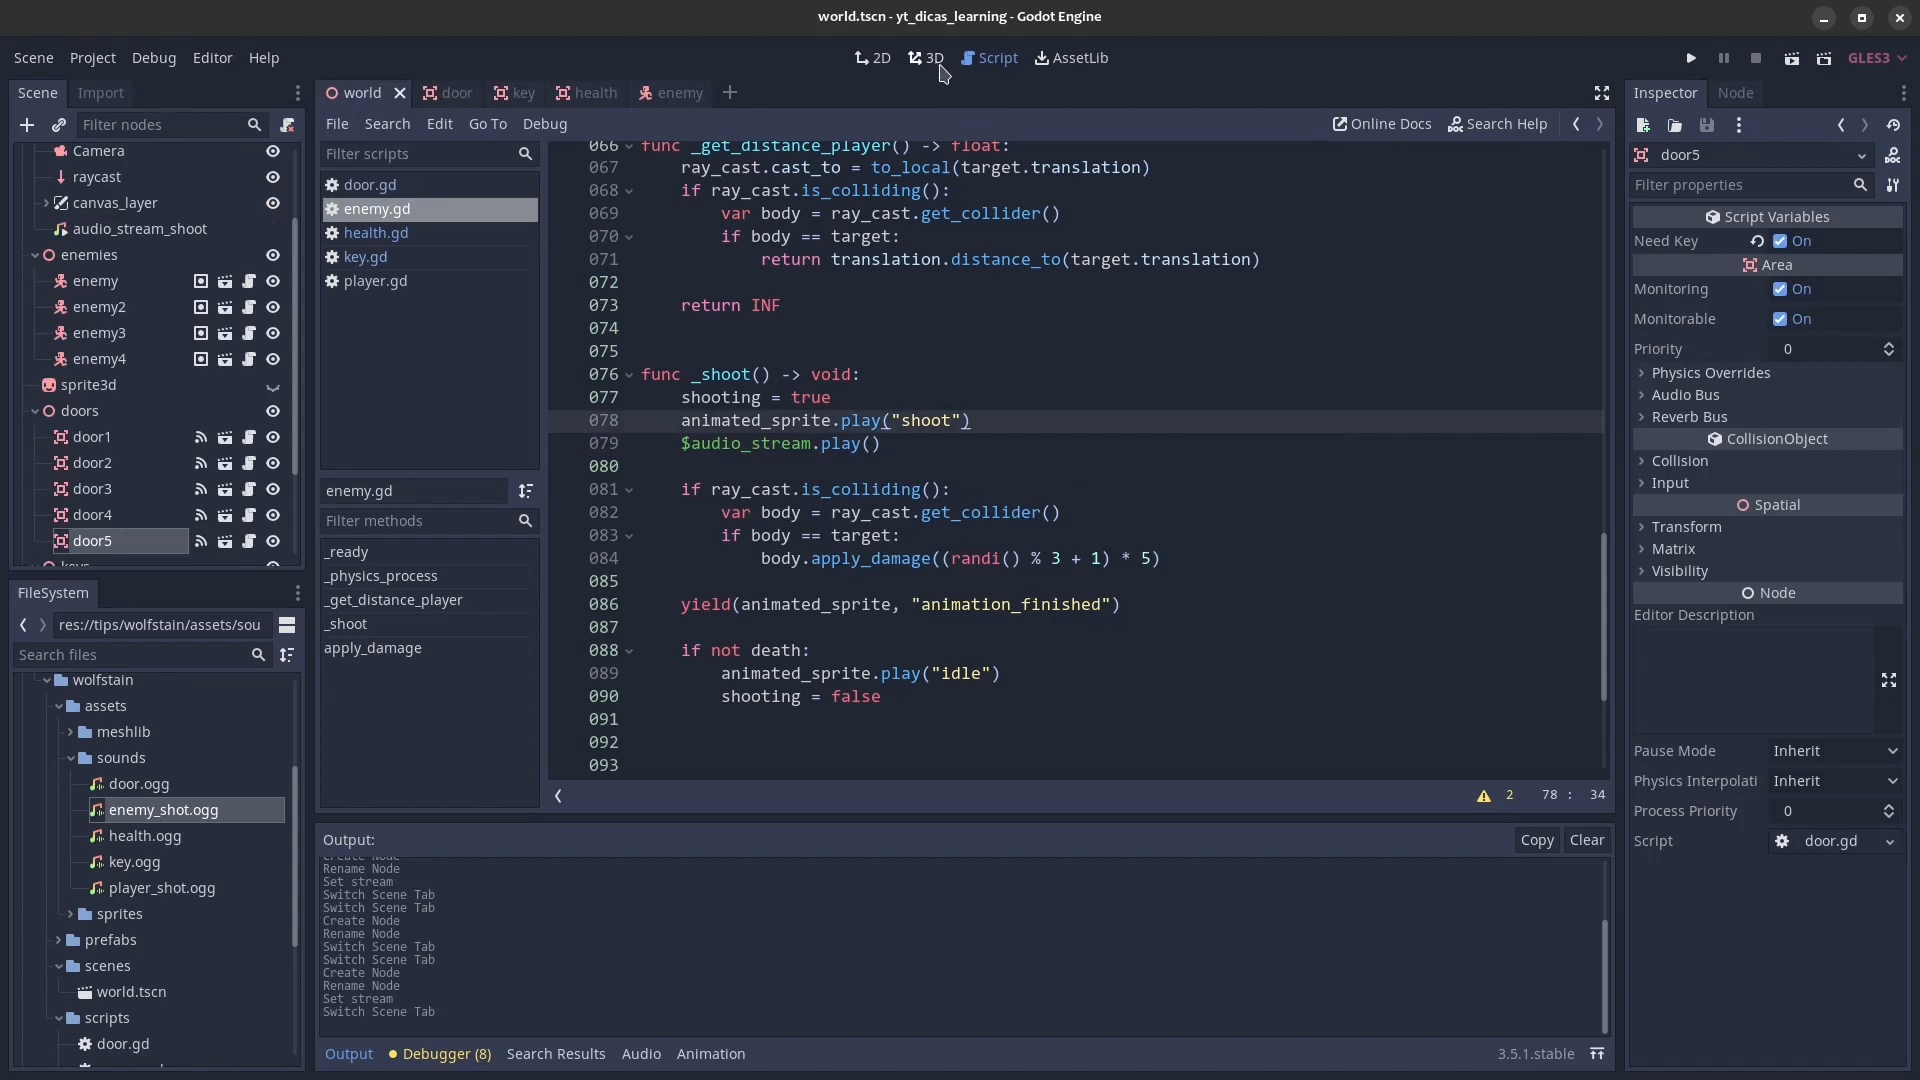 world.tscn - yt_dicas_learning - Godot Engine
Scene Project Debug Editor Help
2D 3D Script AssetLib
GLES3
Scene Import
Filter nodes
Camera
raycast
canvas_layer
audio_stream_shoot
enemies
enemy
enemy2
enemy3
enemy4
sprite3d
doors
door1
door2
door3
door4
door5
keys
FileSystem
res://tips/wolfstain/assets/sou
Search files
wolfstain
assets
meshlib
sounds
door.ogg
enemy_shot.ogg
health.ogg
key.ogg
player_shot.ogg
sprites
prefabs
scenes
world.tscn
scripts
door.gd
world door key health enemy
File Search Edit Go To Debug
Online Docs Search Help
Filter scripts
door.gd
enemy.gd
health.gd
key.gd
player.gd
enemy.gd
Filter methods
_ready
_physics_process
_get_distance_player
_shoot
apply_damage
066 func _get_distance_player() -> float:
067 ray_cast.cast_to = to_local(target.translation)
068 if ray_cast.is_colliding():
069 var body = ray_cast.get_collider()
070 if body == target:
071 return translation.distance_to(target.translation)
072
073 return INF
074
075
076 func _shoot() -> void:
077 shooting = true
078 animated_sprite.play("shoot")
079 $audio_stream.play()
080
081 if ray_cast.is_colliding():
082 var body = ray_cast.get_collider()
083 if body == target:
084 body.apply_damage((randi() % 3 + 1) * 5)
085
086 yield(animated_sprite, "animation_finished")
087
088 if not death:
089 animated_sprite.play("idle")
090 shooting = false
091
092
093
2 78 : 34
Output:
Copy Clear
Create Node
Rename Node
Set stream
Switch Scene Tab
Switch Scene Tab
Create Node
Rename Node
Switch Scene Tab
Switch Scene Tab
Create Node
Rename Node
Set stream
Switch Scene Tab
Output Debugger (8) Search Results Audio Animation
3.5.1.stable
Inspector Node
door5
Filter properties
Script Variables
Need Key On
Area
Monitoring On
Monitorable On
Priority 0
Physics Overrides
Audio Bus
Reverb Bus
CollisionObject
Collision
Input
Spatial
Transform
Matrix
Visibility
Node
Editor Description
Pause Mode Inherit
Physics Interpolati Inherit
Process Priority 0
Script door.gd